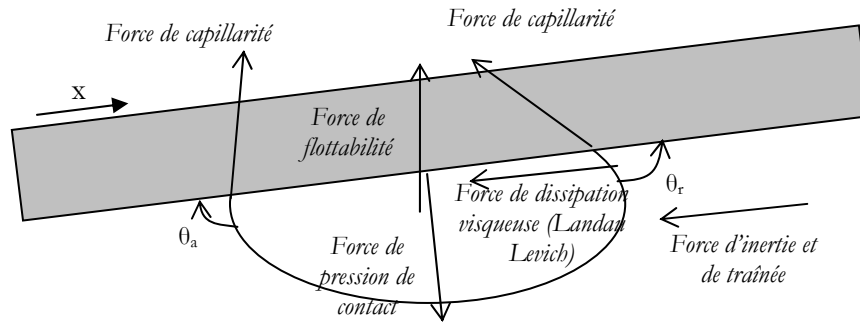 Force de capillarité
Force de capillarité
x
Force de
flottabilité
θr
θa
Force de dissipation
visqueuse (Landau
Levich)
Force de
pression de
contact
Force d'inertie et
de traînée